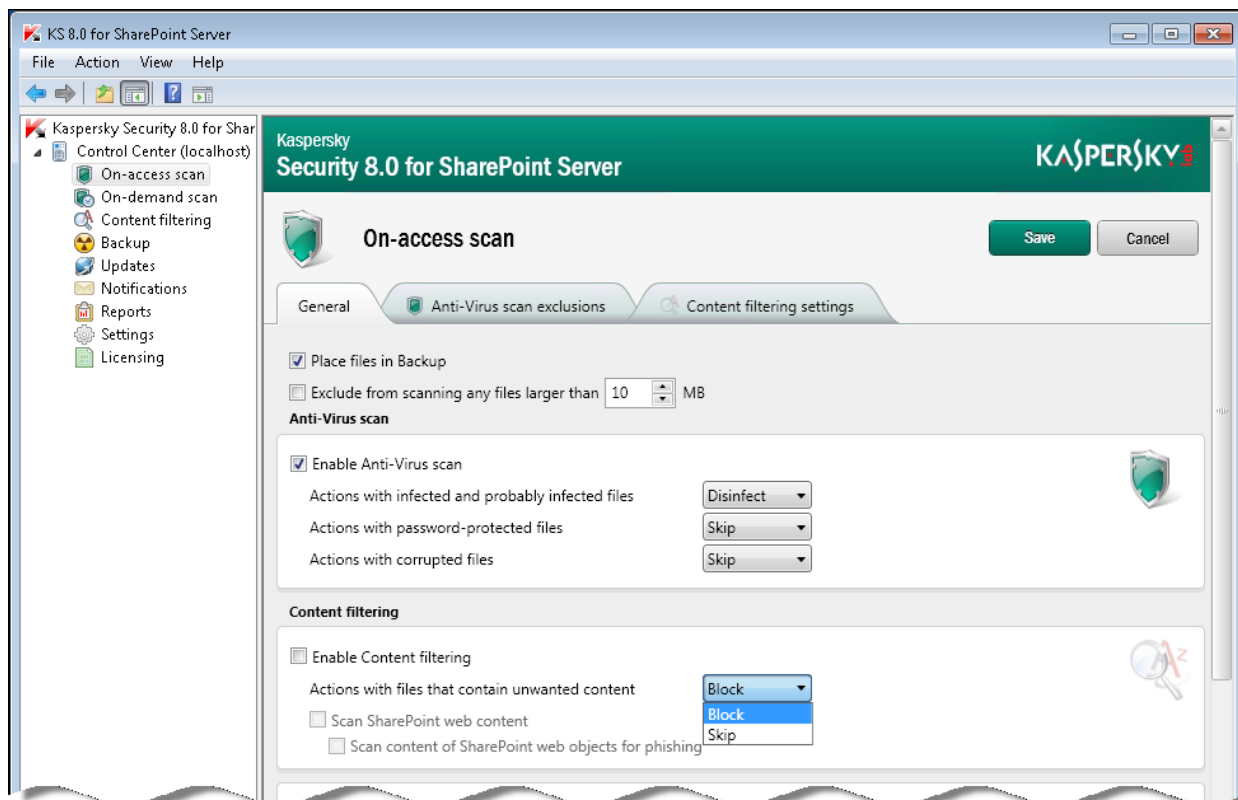 KS 8.0 for SharePoint Server
File Action View Help
Kaspersky Security 8.0 for Shar
Control Center (localhost)
On-access scan
On-demand scan
Content filtering
Backup
Updates
Notifications
Reports
Settings
Licensing
Kaspersky
Security 8.0 for SharePoint Server
KASPERSKY lab
On-access scan
Save Cancel
General Anti-Virus scan exclusions Content filtering settings
Place files in Backup
Exclude from scanning any files larger than 10 MB
Anti-Virus scan
Enable Anti-Virus scan
Actions with infected and probably infected files Disinfect
Actions with password-protected files Skip
Actions with corrupted files Skip
Content filtering
Enable Content filtering
Actions with files that contain unwanted content Block
Block
Scan SharePoint web content
Skip
Scan content of SharePoint web objects for phishing